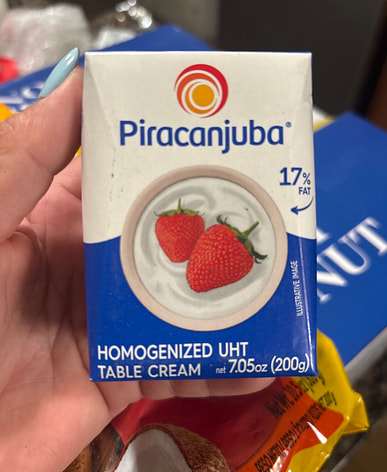 Piracanjuba®
17%
FAT
ILLUSTRATIVE IMAGE
HOMOGENIZED UHT
TABLE CREAM net 7.05oz (200g)
NUT